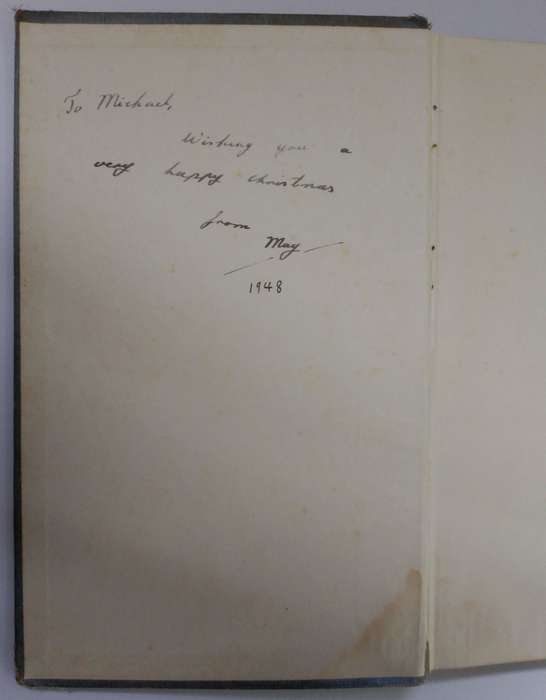 To Michael,
Wishing you a
very happy christmas
from
May
1948